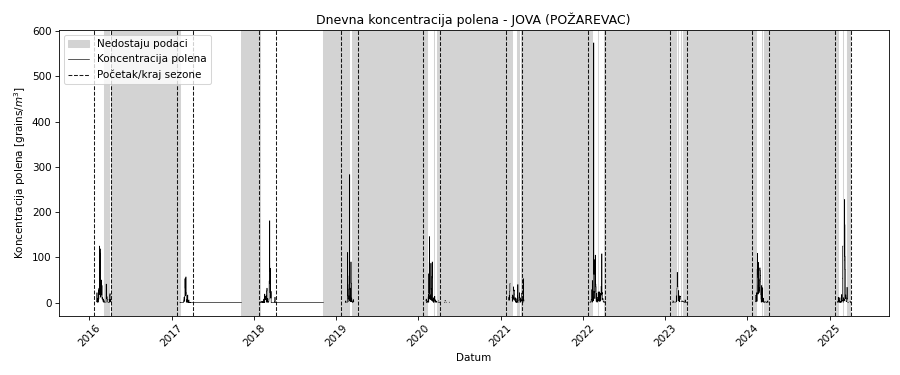 Dnevna koncentracija polena - JOVA (POŽAREVAC)
Koncentracija polena [grains/m³]
600
500
400
300
200
100
0
Nedostaju podaci
Koncentracija polena
Početak/kraj sezone
2016
2017
2018
2019
2020
2021
2022
2023
2024
2025
Datum